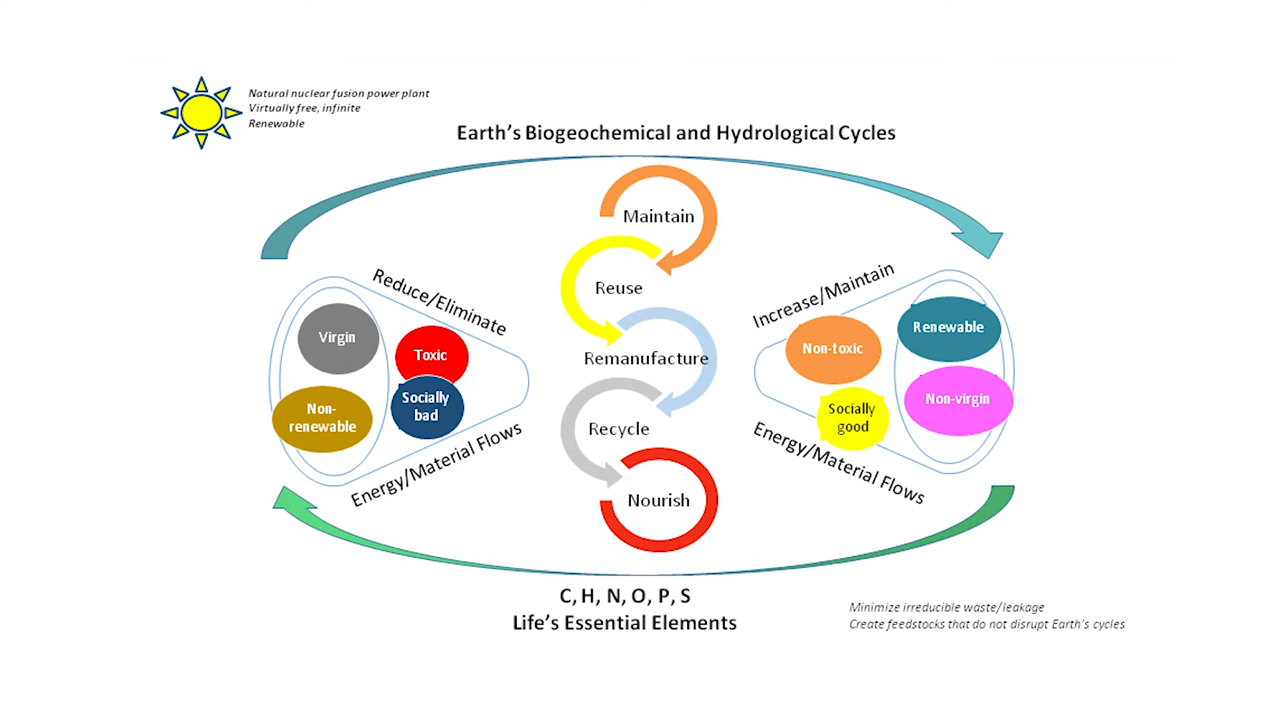 Natural nuclear fusion power plant
Virtually free, infinite
Renewable
Earth's Biogeochemical and Hydrological Cycles
Maintain
Reuse
Remanufacture
Recycle
Nourish
Reduce/Eliminate
Virgin
Toxic
Non-
renewable
Socially
bad
Energy/Material Flows
Increase/Maintain
Non-toxic
Renewable
Socially
good
Non-virgin
Energy/Material Flows
C, H, N, O, P, S
Life's Essential Elements
Minimize irreducible waste/leakage
Create feedstocks that do not disrupt Earth's cycles